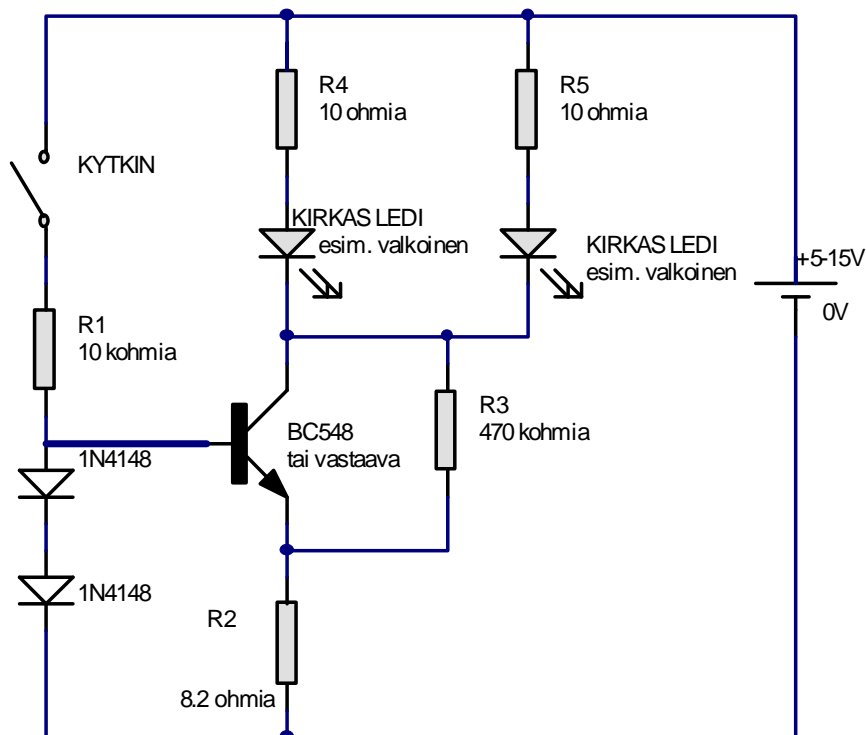 R4
10 ohmia
R5
10 ohmia
KYTKIN
KIRKAS LEDI
esim. valkoinen
KIRKAS LEDI
esim. valkoinen
+5-15V
0V
R1
10 kohmia
R3
470 kohmia
BC548
tai vastaava
1N4148
1N4148
R2
8.2 ohmia